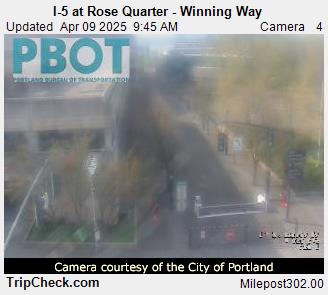 I-5 at Rose Quarter - Winning Way
Updated Apr 09 2025 9:45 AM Camera 4
PBOT
PORTLAND BUREAU OF TRANSPORTATION
Camera courtesy of the City of Portland
TripCheck.com Milepost302.00